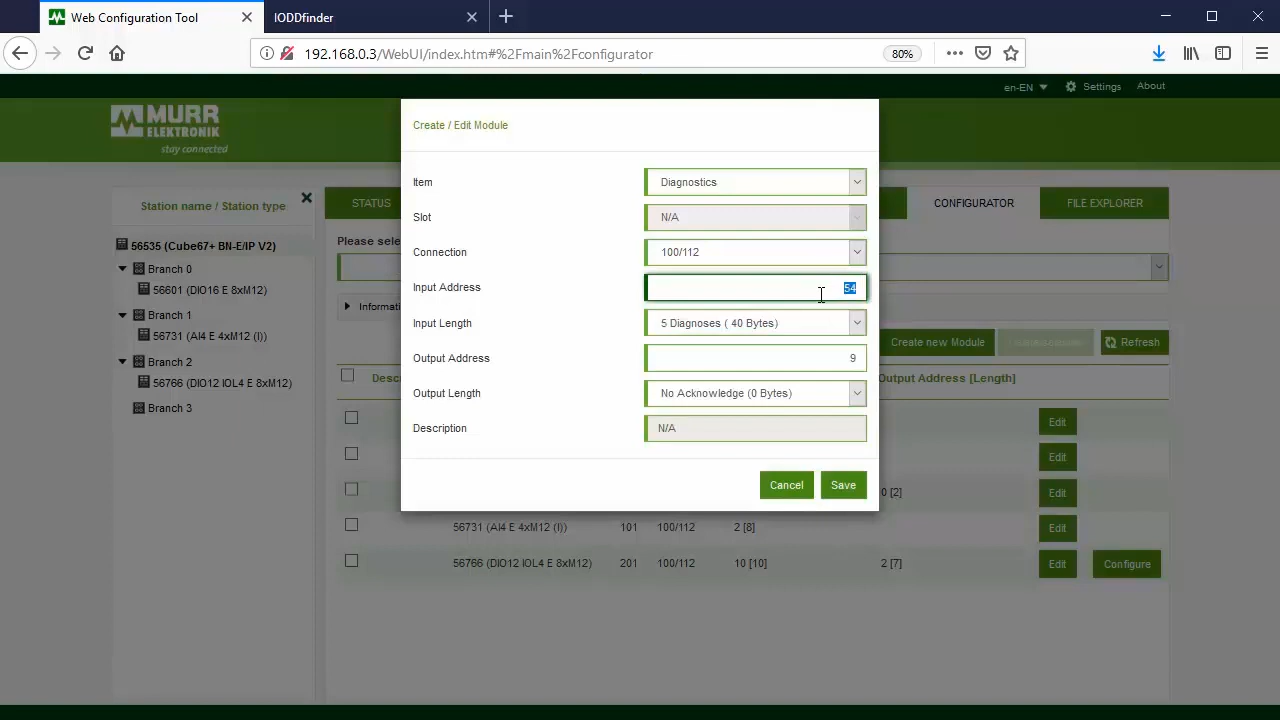 Web Configuration Tool
IODDfinder
192.168.0.3/WebUI/index.htm#%2Fmain%2Fconfigurator
80%
en-EN
Settings
About
MURR
ELEKTRONIK
stay connected
Station name / Station type
STATUS
CONFIGURATOR
FILE EXPLORER
56535 (Cube67+ BN-E/IP V2)
Branch 0
56601 (DIO16 E 8xM12)
Branch 1
56731 (AI4 E 4xM12 (I))
Branch 2
56766 (DIO12 IOL4 E 8xM12)
Branch 3
Please sele
Informati
Create new Module
Refresh
Desc
Output Address [Length]
Edit
Edit
0 [2]
Edit
56731 (AI4 E 4xM12 (I))
101
100/112
2 [8]
Edit
56766 (DIO12 IOL4 E 8xM12)
201
100/112
10 [10]
2 [7]
Edit
Configure
Create / Edit Module
Item
Diagnostics
Slot
N/A
Connection
100/112
Input Address
54
Input Length
5 Diagnoses ( 40 Bytes)
Output Address
9
Output Length
No Acknowledge (0 Bytes)
Description
N/A
Cancel
Save